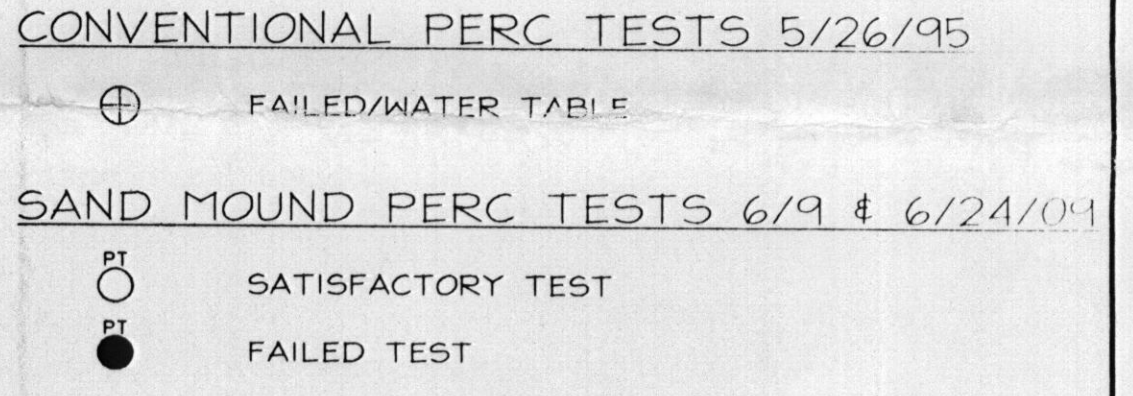 CONVENTIONAL PERC TESTS 5/26/95
FAILED/WATER TABLE
SAND MOUND PERC TESTS 6/9 & 6/24/09
PT
SATISFACTORY TEST
PT
FAILED TEST